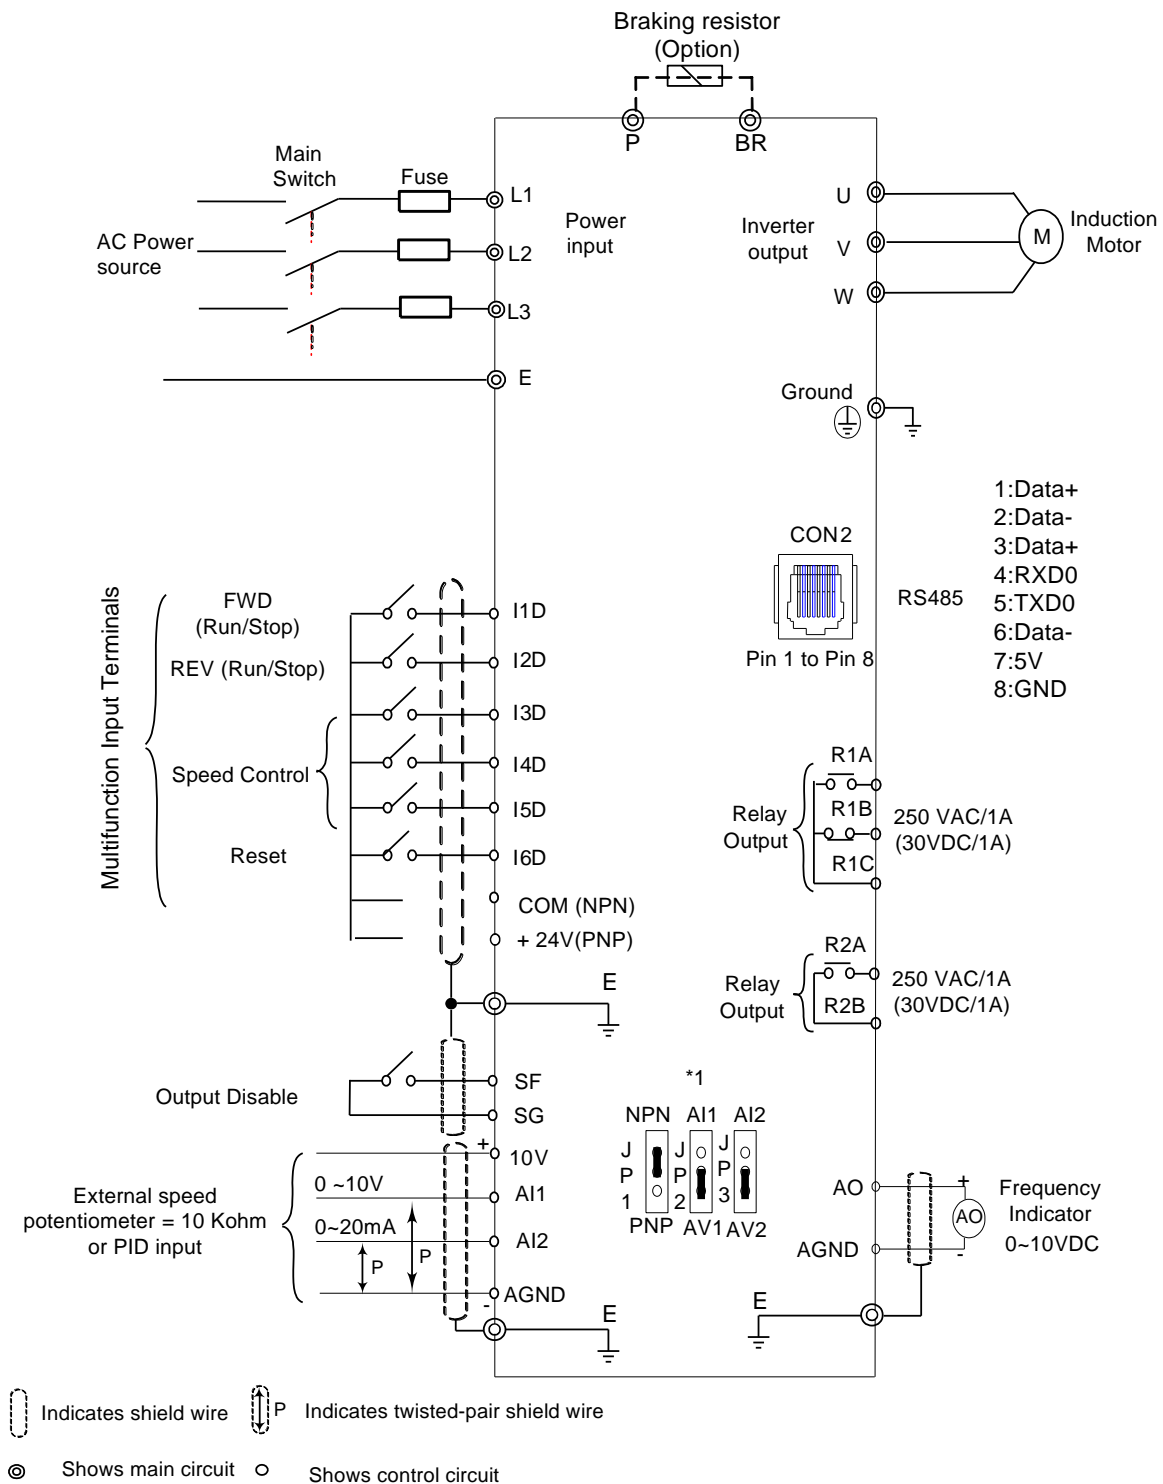 Braking resistor
(Option)
P
BR
Main
Switch
Fuse
L1
L2
L3
E
AC Power
source
Power
input
Inverter
output
U
V
W
M
Induction
Motor
Ground
CON2
Pin 1 to Pin 8
RS485
1:Data+
2:Data-
3:Data+
4:RXD0
5:TXD0
6:Data-
7:5V
8:GND
Multifunction Input Terminals
FWD
(Run/Stop)
REV (Run/Stop)
Speed Control
Reset
I1D
I2D
I3D
I4D
I5D
I6D
COM (NPN)
+ 24V(PNP)
E
Relay
Output
R1A
R1B
R1C
250 VAC/1A
(30VDC/1A)
Relay
Output
R2A
R2B
250 VAC/1A
(30VDC/1A)
Output Disable
SF
SG
*1
NPN AI1 AI2
JP1
JP2
JP3
PNP AV1 AV2
External speed
potentiometer = 10 Kohm
or PID input
+
10V
0 ~10V
AI1
0~20mA
AI2
P
P
AGND
-
E
AO
AGND
+
AO
-
Frequency
Indicator
0~10VDC
E
Indicates shield wire
P
Indicates twisted-pair shield wire
Shows main circuit
Shows control circuit